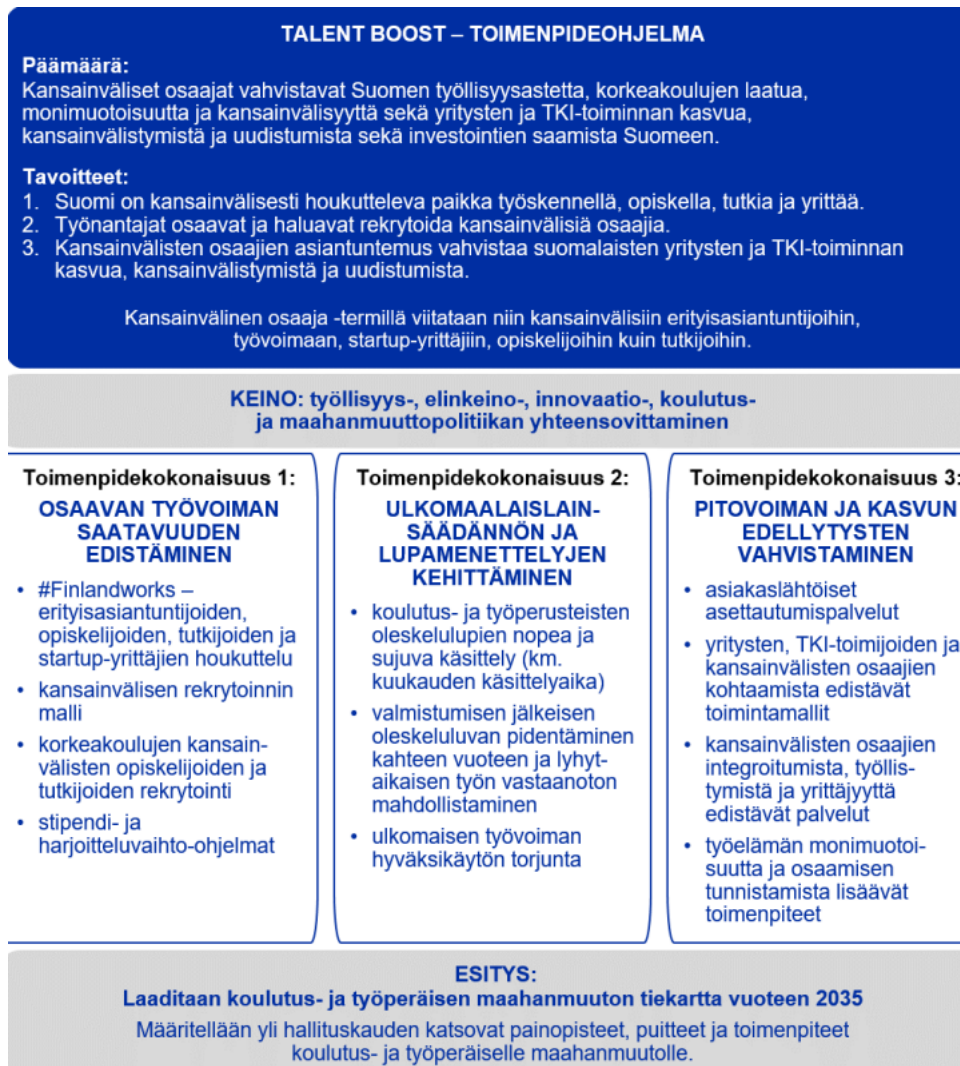 TALENT BOOST – TOIMENPIDEOHJELMA
Päämäärä:
Kansainväliset osaajat vahvistavat Suomen työllisyysastetta, korkeakoulujen laatua,
monimuotoisuutta ja kansainvälisyyttä sekä yritysten ja TKI-toiminnan kasvua,
kansainvälistymistä ja uudistumista sekä investointien saamista Suomeen.
Tavoitteet:
1. Suomi on kansainvälisesti houkutteleva paikka työskennellä, opiskella, tutkia ja yrittää.
2. Työnantajat osaavat ja haluavat rekrytoida kansainvälisiä osaajia.
3. Kansainvälisten osaajien asiantuntemus vahvistaa suomalaisten yritysten ja TKI-toiminnan
kasvua, kansainvälistymistä ja uudistumista.
Kansainvälinen osaaja -termillä viitataan niin kansainvälisiin erityisasiantuntijoihin,
työvoimaan, startup-yrittäjiin, opiskelijoihin kuin tutkijoihin.
KEINO: työllisyys-, elinkeino-, innovaatio-, koulutus-
ja maahanmuuttopolitiikan yhteensovittaminen
Toimenpidekokonaisuus 1:
OSAAVAN TYÖVOIMAN
SAATAVUUDEN
EDISTÄMINEN
• #Finlandworks –
erityisasiantuntijoiden,
opiskelijoiden, tutkijoiden ja
startup-yrittäjien houkuttelu
• kansainvälisen rekrytoinnin
malli
• korkeakoulujen kansain-
välisten opiskelijoiden ja
tutkijoiden rekrytointi
• stipendi- ja
harjoitteluvaihto-ohjelmat
Toimenpidekokonaisuus 2:
ULKOMAALAISLAIN-
SÄÄDÄNNÖN JA
LUPAMENETTELYJEN
KEHITTÄMINEN
• koulutus- ja työperusteisten
oleskelulupien nopea ja
sujuva käsittely (km.
kuukauden käsittelyaika)
• valmistumisen jälkeisen
oleskeluluvan pidentäminen
kahteen vuoteen ja lyhyt-
aikaisen työn vastaanoton
mahdollistaminen
• ulkomaisen työvoiman
hyväksikäytön torjunta
Toimenpidekokonaisuus 3:
PITOVOIMAN JA KASVUN
EDELLYTYSTEN
VAHVISTAMINEN
• asiakaslähtöiset
asettautumispalvelut
• yritysten, TKI-toimijoiden ja
kansainvälisten osaajien
kohtaamista edistävät
toimintamallit
• kansainvälisten osaajien
integroitumista, työllis-
tymistä ja yrittäjyyttä
edistävät palvelut
• työelämän monimuotoi-
suutta ja osaamisen
tunnistamista lisäävät
toimenpiteet
ESITYS:
Laaditaan koulutus- ja työperäisen maahanmuuton tiekartta vuoteen 2035
Määritellään yli hallituskauden katsovat painopisteet, puitteet ja toimenpiteet
koulutus- ja työperäiselle maahanmuutolle.